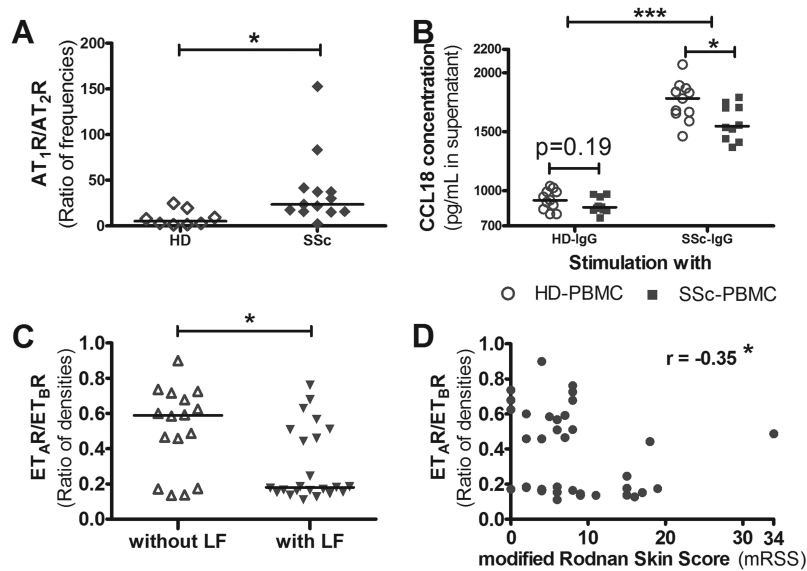 A
*
200
150
100
50
0
AT1R/AT2R
(Ratio of frequencies)
HD
SSc
B
***
*
p=0.19
2200
2000
1500
1000
700
CCL18 concentration
(pg/mL in supernatant)
HD-IgG
SSc-IgG
Stimulation with
HD-PBMC
SSc-PBMC
C
*
1.0
0.8
0.6
0.4
0.2
0.0
ETAR/ETBR
(Ratio of densities)
without LF
with LF
D
r = -0.35 *
1.0
0.8
0.6
0.4
0.2
0.0
ETAR/ETBR
(Ratio of densities)
0
10
20
30
34
modified Rodnan Skin Score (mRSS)